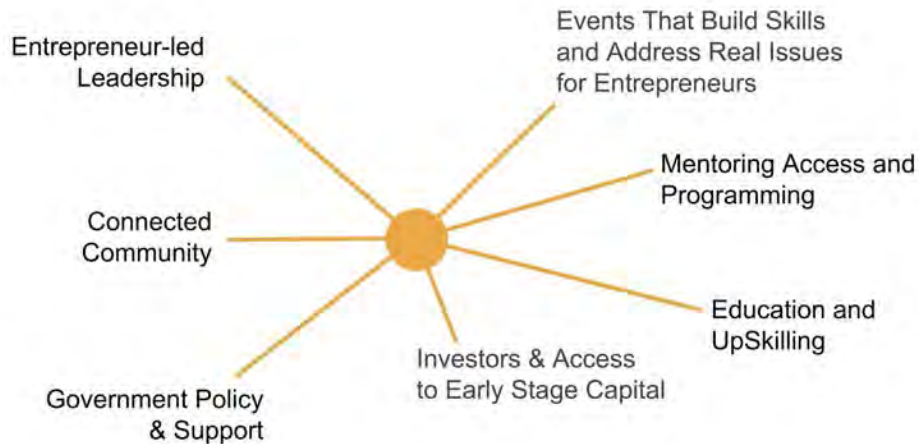 Entrepreneur-led
Leadership
Events That Build Skills
and Address Real Issues
for Entrepreneurs
Mentoring Access and
Programming
Connected
Community
Education and
UpSkilling
Investors & Access
to Early Stage Capital
Government Policy
& Support